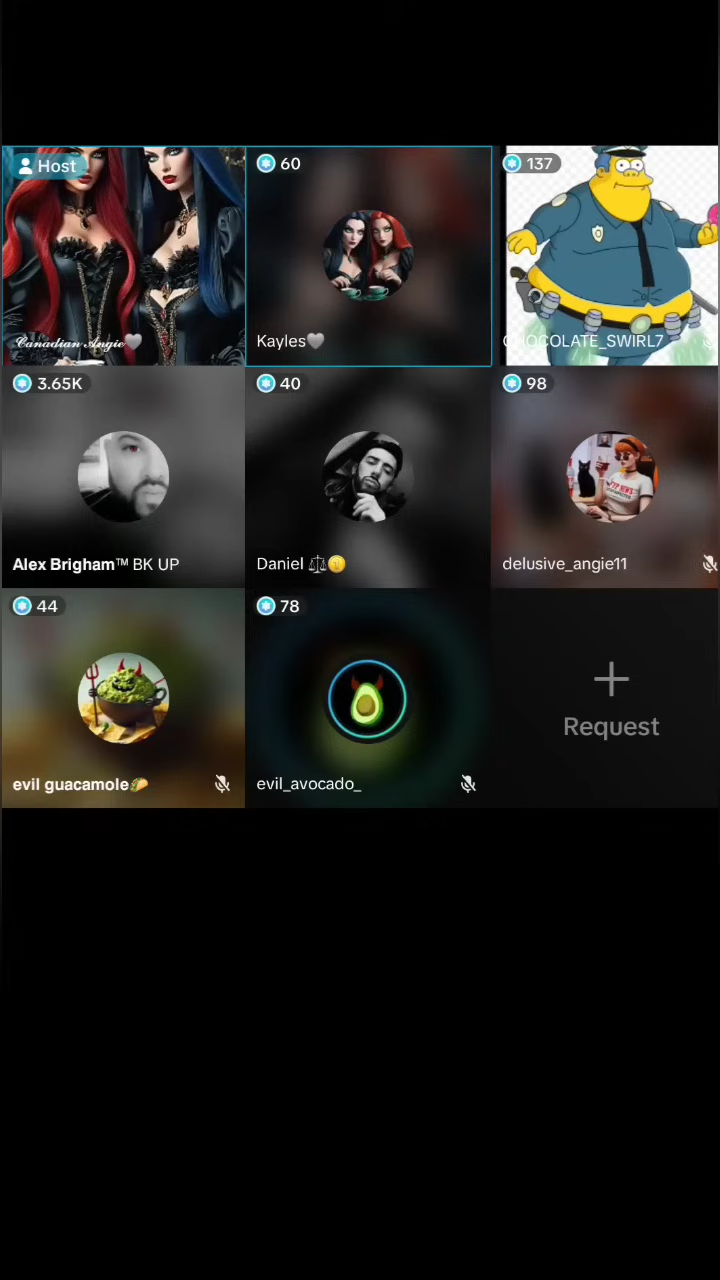 Host
60
137
Canadian Angie🩶
Kayles🩶
CHOCOLATE_SWIRL7
3.65K
40
98
Alex Brigham™ BK UP
Daniel ⚖️🪙
delusive_angie11
44
78
evil guacamole🌮
evil_avocado_
Request